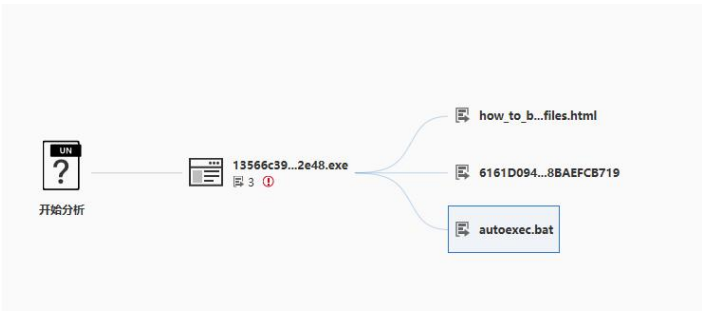 UN
?
开始分析
13566c39...2e48.exe
3
how_to_b...files.html
6161D094...8BAEFCB719
autoexec.bat